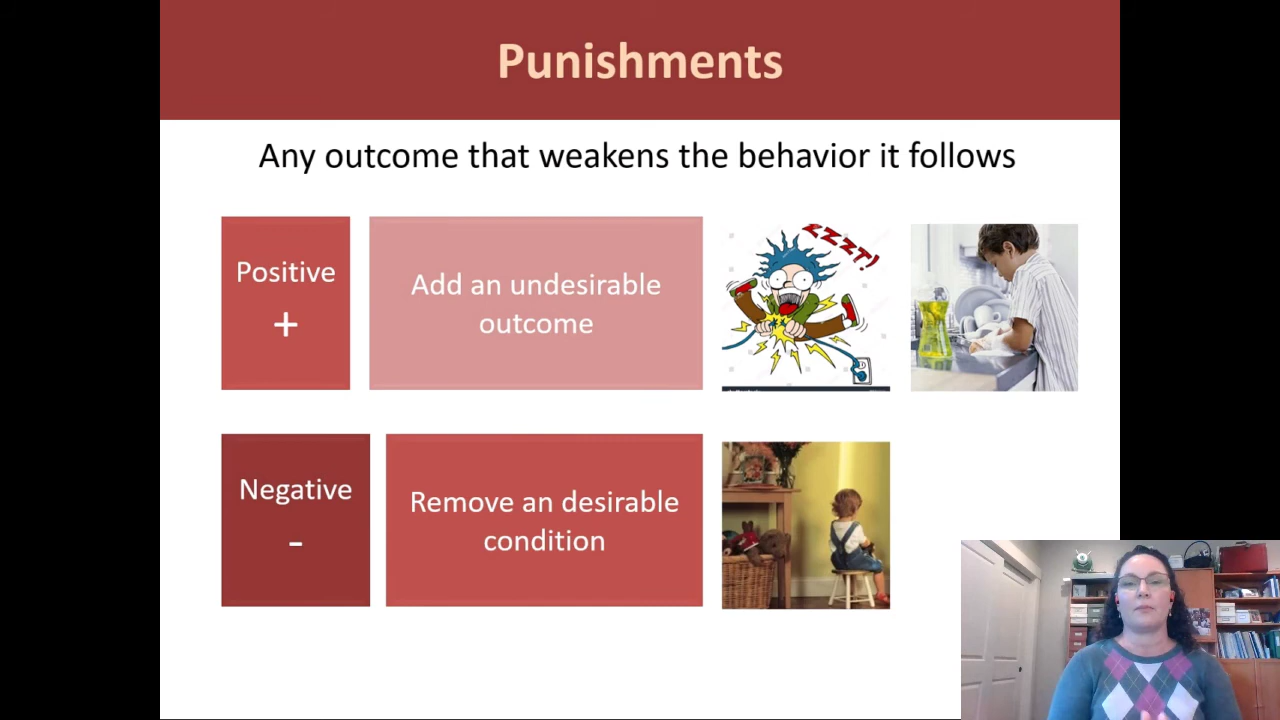 Punishments
Any outcome that weakens the behavior it follows
Positive
+
Add an undesirable
outcome
ZZZT!
Negative
-
Remove an desirable
condition